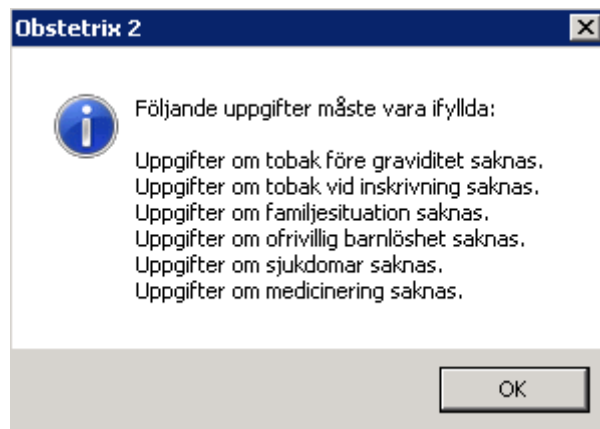 Obstetrix 2
Följande uppgifter måste vara ifyllda:
Uppgifter om tobak före graviditet saknas.
Uppgifter om tobak vid inskrivning saknas.
Uppgifter om familjesituation saknas.
Uppgifter om ofrivillig barnlöshet saknas.
Uppgifter om sjukdomar saknas.
Uppgifter om medicinering saknas.
OK